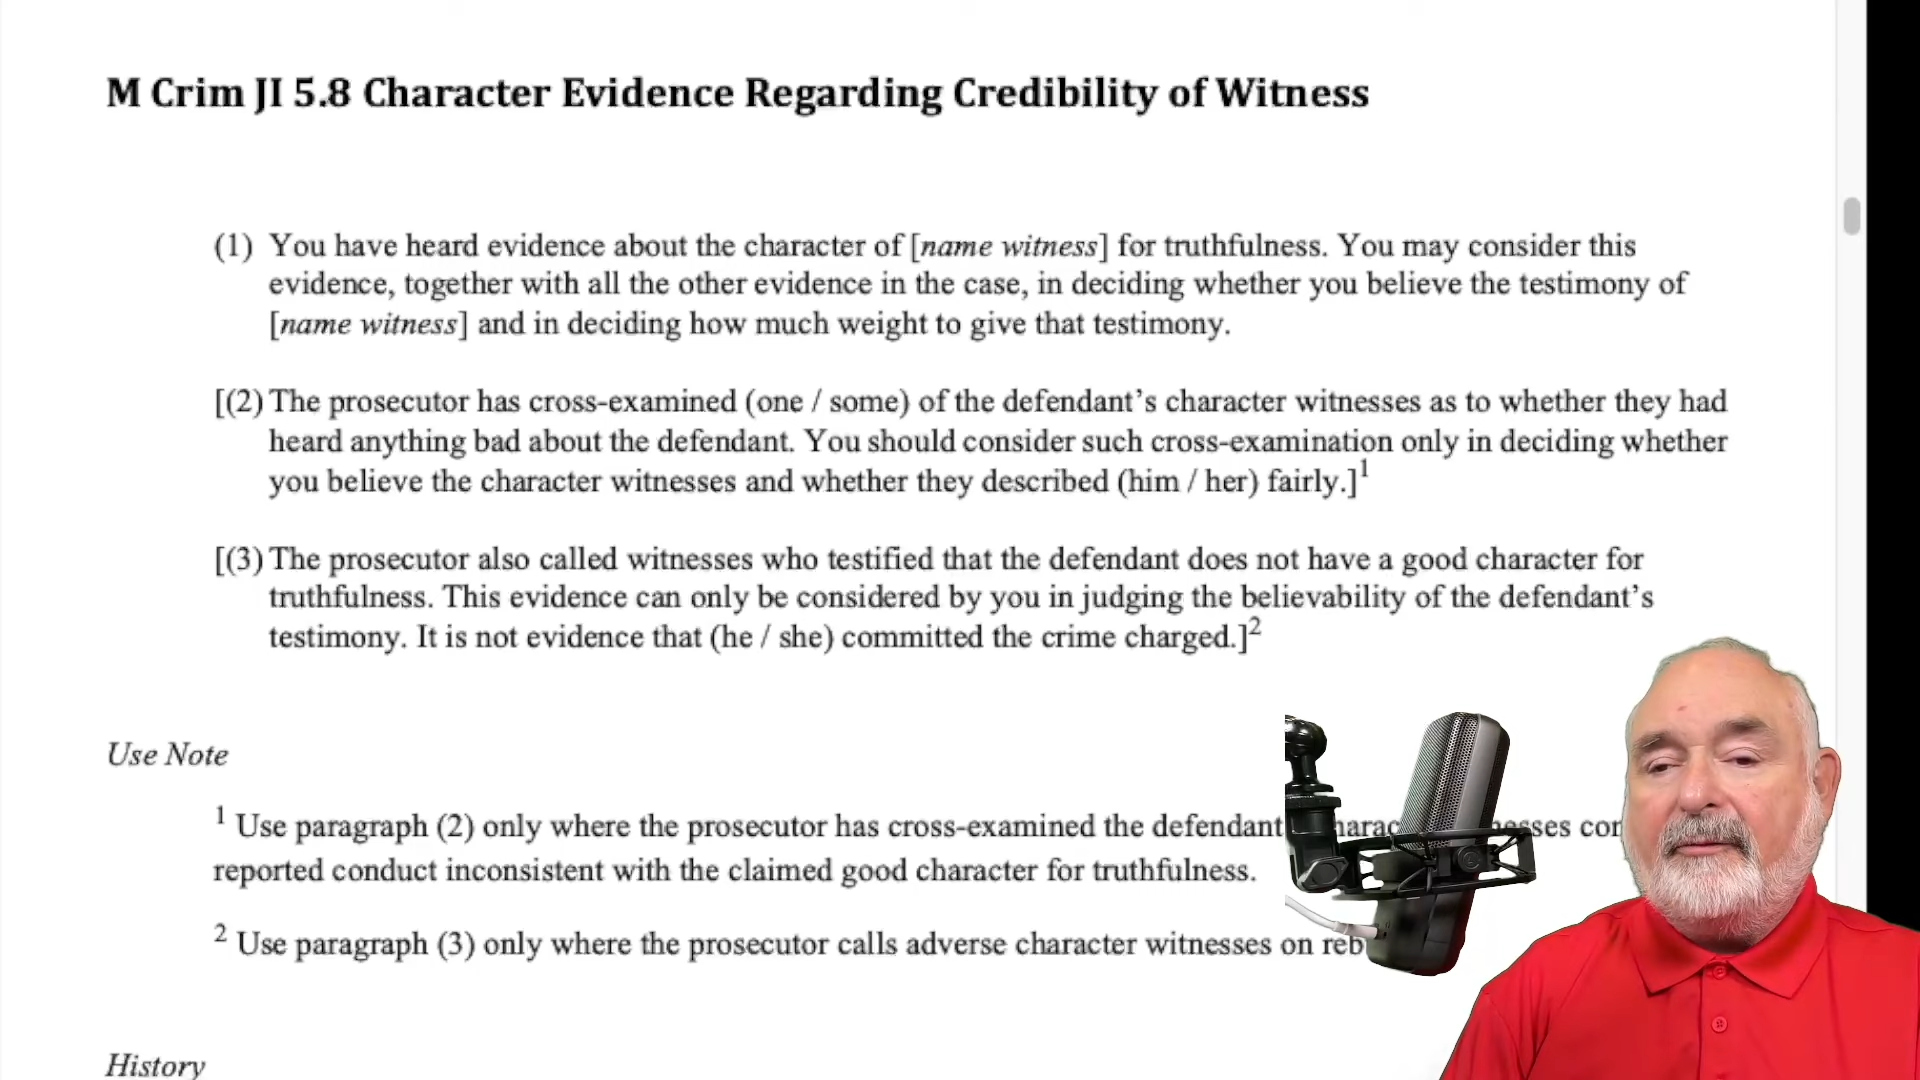 M Crim JI 5.8 Character Evidence Regarding Credibility of Witness
(1) You have heard evidence about the character of [name witness] for truthfulness. You may consider this
evidence, together with all the other evidence in the case, in deciding whether you believe the testimony of
[name witness] and in deciding how much weight to give that testimony.
[(2) The prosecutor has cross-examined (one / some) of the defendant’s character witnesses as to whether they had
heard anything bad about the defendant. You should consider such cross-examination only in deciding whether
you believe the character witnesses and whether they described (him / her) fairly.]1
[(3) The prosecutor also called witnesses who testified that the defendant does not have a good character for
truthfulness. This evidence can only be considered by you in judging the believability of the defendant’s
testimony. It is not evidence that (he / she) committed the crime charged.]2
Use Note
1 Use paragraph (2) only where the prosecutor has cross-examined the defendant
reported conduct inconsistent with the claimed good character for truthfulness.
2 Use paragraph (3) only where the prosecutor calls adverse character witnesses on
History